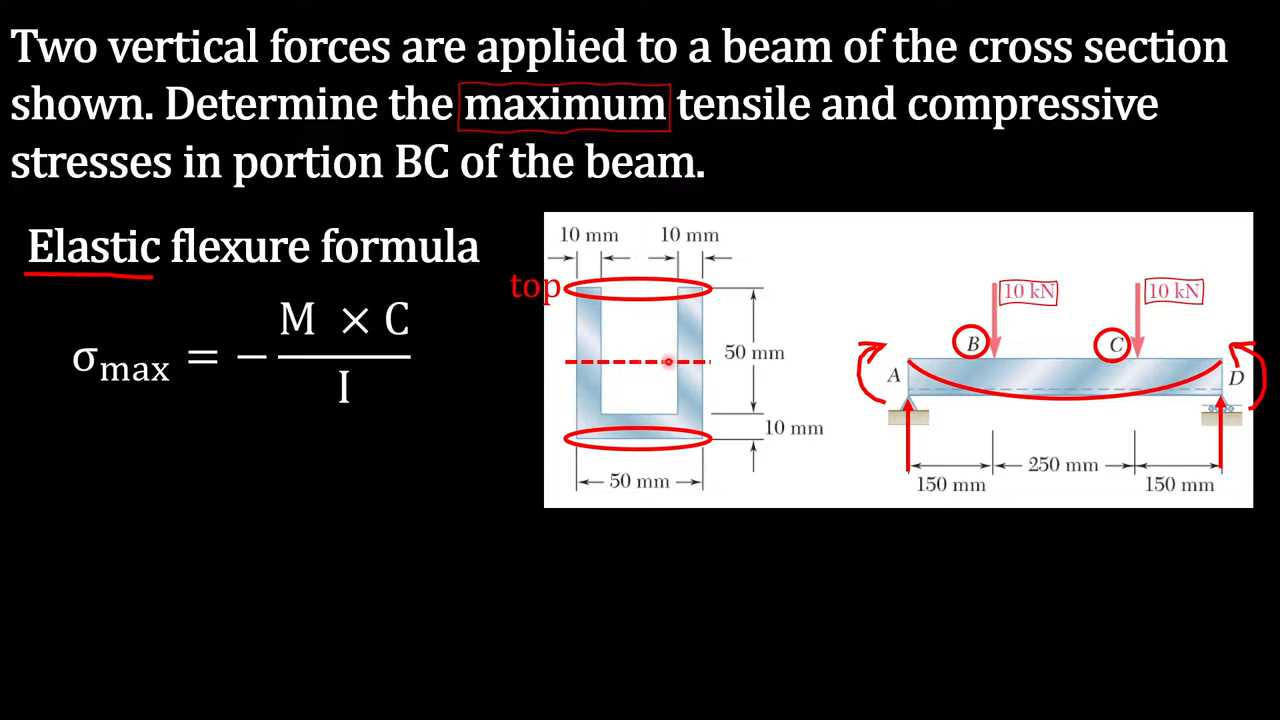 Two vertical forces are applied to a beam of the cross section
shown. Determine the maximum tensile and compressive
stresses in portion BC of the beam.
Elastic flexure formula
σmax = − M × C / I
10 mm 10 mm
top
50 mm
10 mm
50 mm
10 kN 10 kN
B C
A D
250 mm
150 mm 150 mm